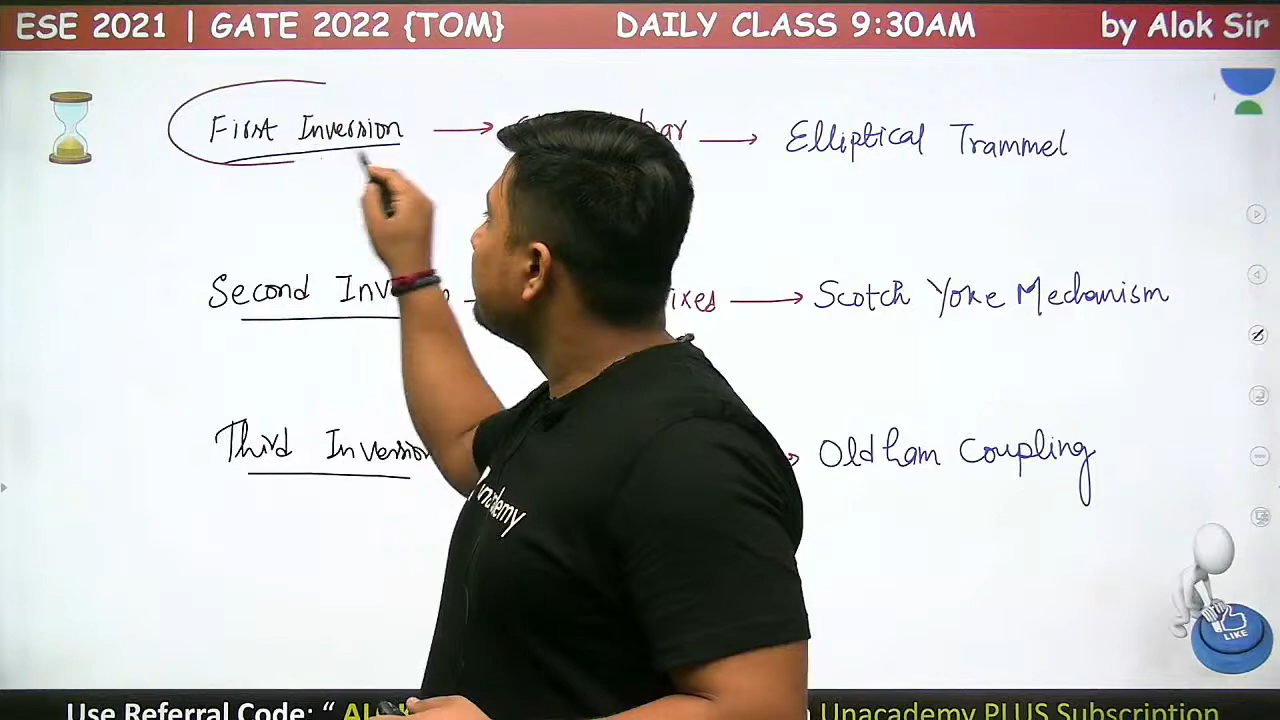 ESE 2021 | GATE 2022 {TOM} DAILY CLASS 9:30AM by Alok Sir
First Inversion → bar → Elliptical Trammel
Second Inv → Scotch Yoke Mechanism
Third Inversion Oldham Coupling
unacademy
LIKE
Use Referral Code: “ Unacademy PLUS Subscription